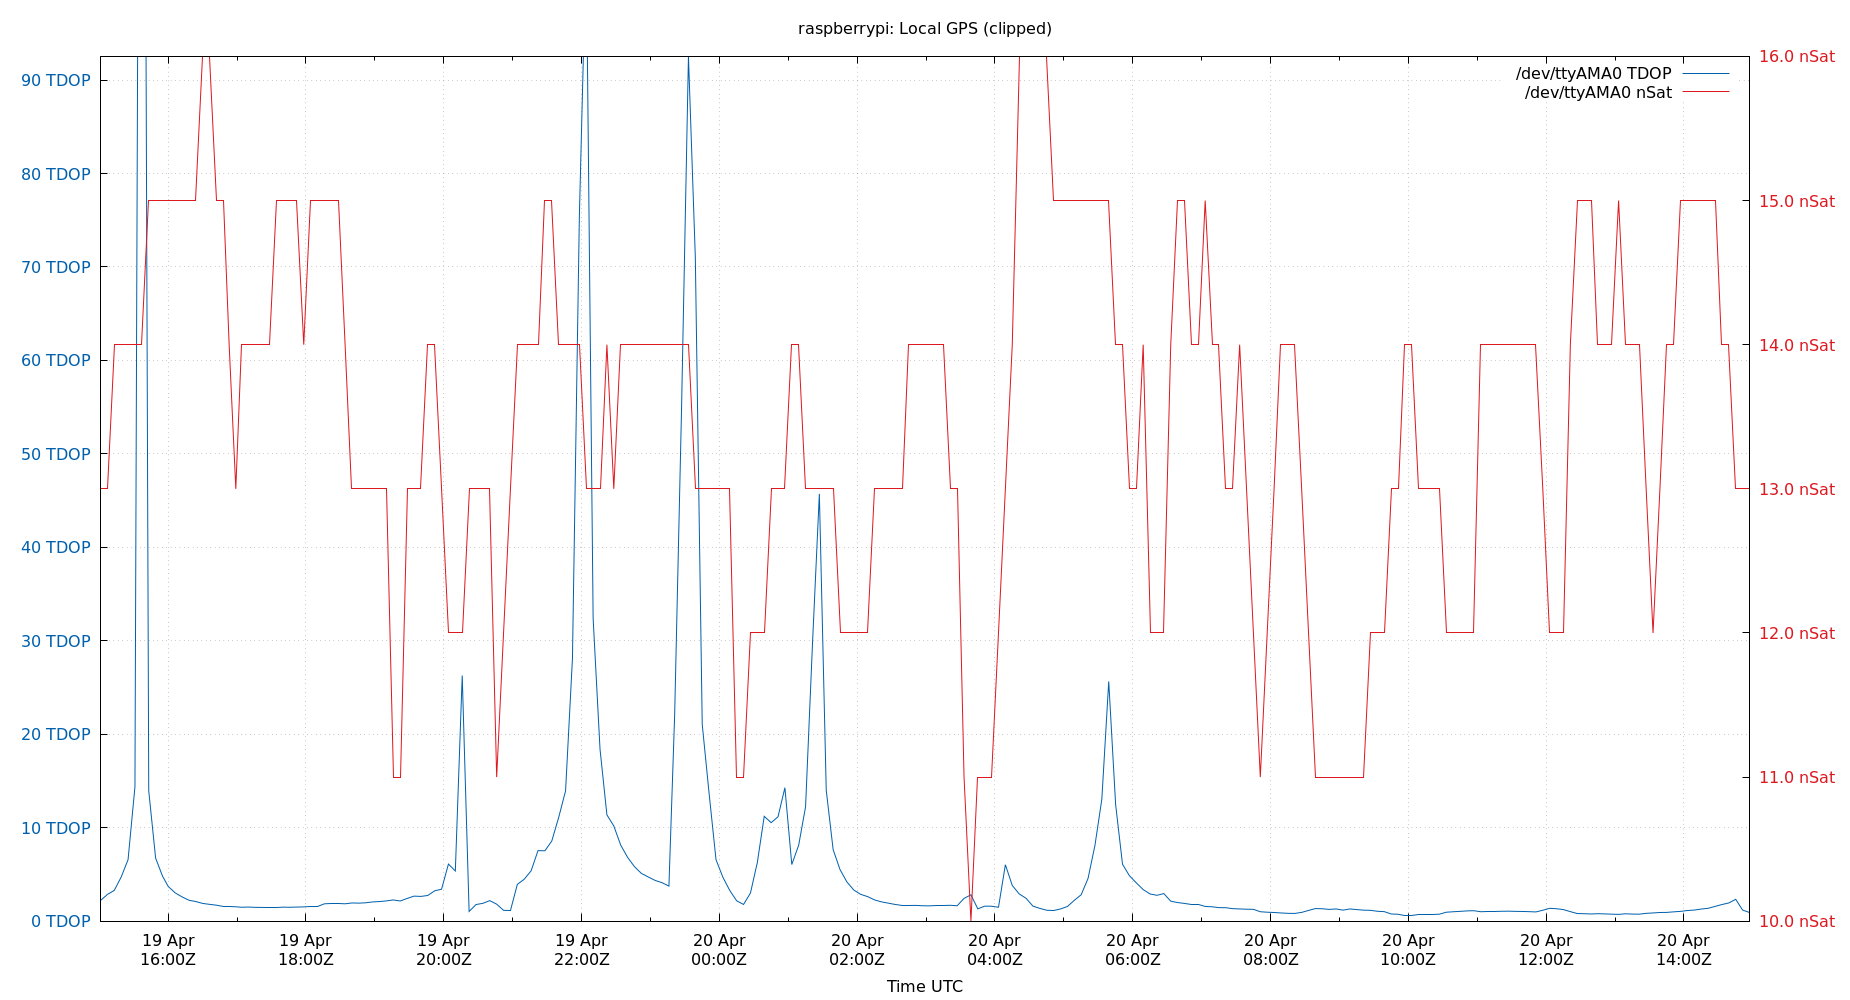 raspberrypi: Local GPS (clipped)
/dev/ttyAMA0 TDOP
/dev/ttyAMA0 nSat
90 TDOP
80 TDOP
70 TDOP
60 TDOP
50 TDOP
40 TDOP
30 TDOP
20 TDOP
10 TDOP
0 TDOP
16.0 nSat
15.0 nSat
14.0 nSat
13.0 nSat
12.0 nSat
11.0 nSat
10.0 nSat
19 Apr
16:00Z
19 Apr
18:00Z
19 Apr
20:00Z
19 Apr
22:00Z
20 Apr
00:00Z
20 Apr
02:00Z
20 Apr
04:00Z
20 Apr
06:00Z
20 Apr
08:00Z
20 Apr
10:00Z
20 Apr
12:00Z
20 Apr
14:00Z
Time UTC